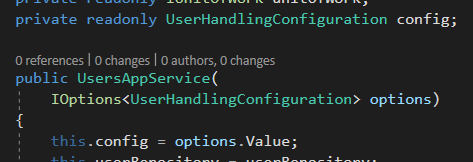 private readonly IUnitOfWork unitOfWork;
private readonly UserHandlingConfiguration config;
0 references | 0 changes | 0 authors, 0 changes
public UsersAppService(
IOptions<UserHandlingConfiguration> options)
{
this.config = options.Value;
this.userRepository = userRepository;